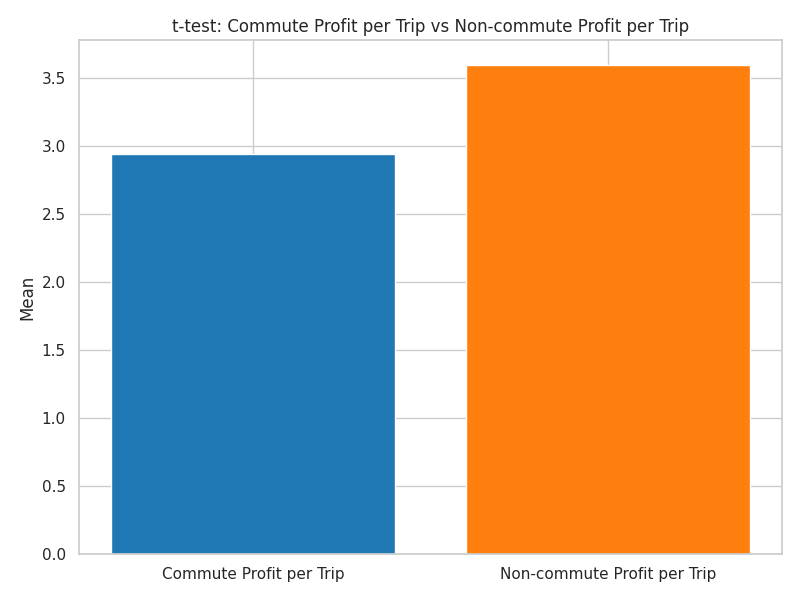 t-test: Commute Profit per Trip vs Non-commute Profit per Trip
Mean
3.5
3.0
2.5
2.0
1.5
1.0
0.5
0.0
Commute Profit per Trip
Non-commute Profit per Trip